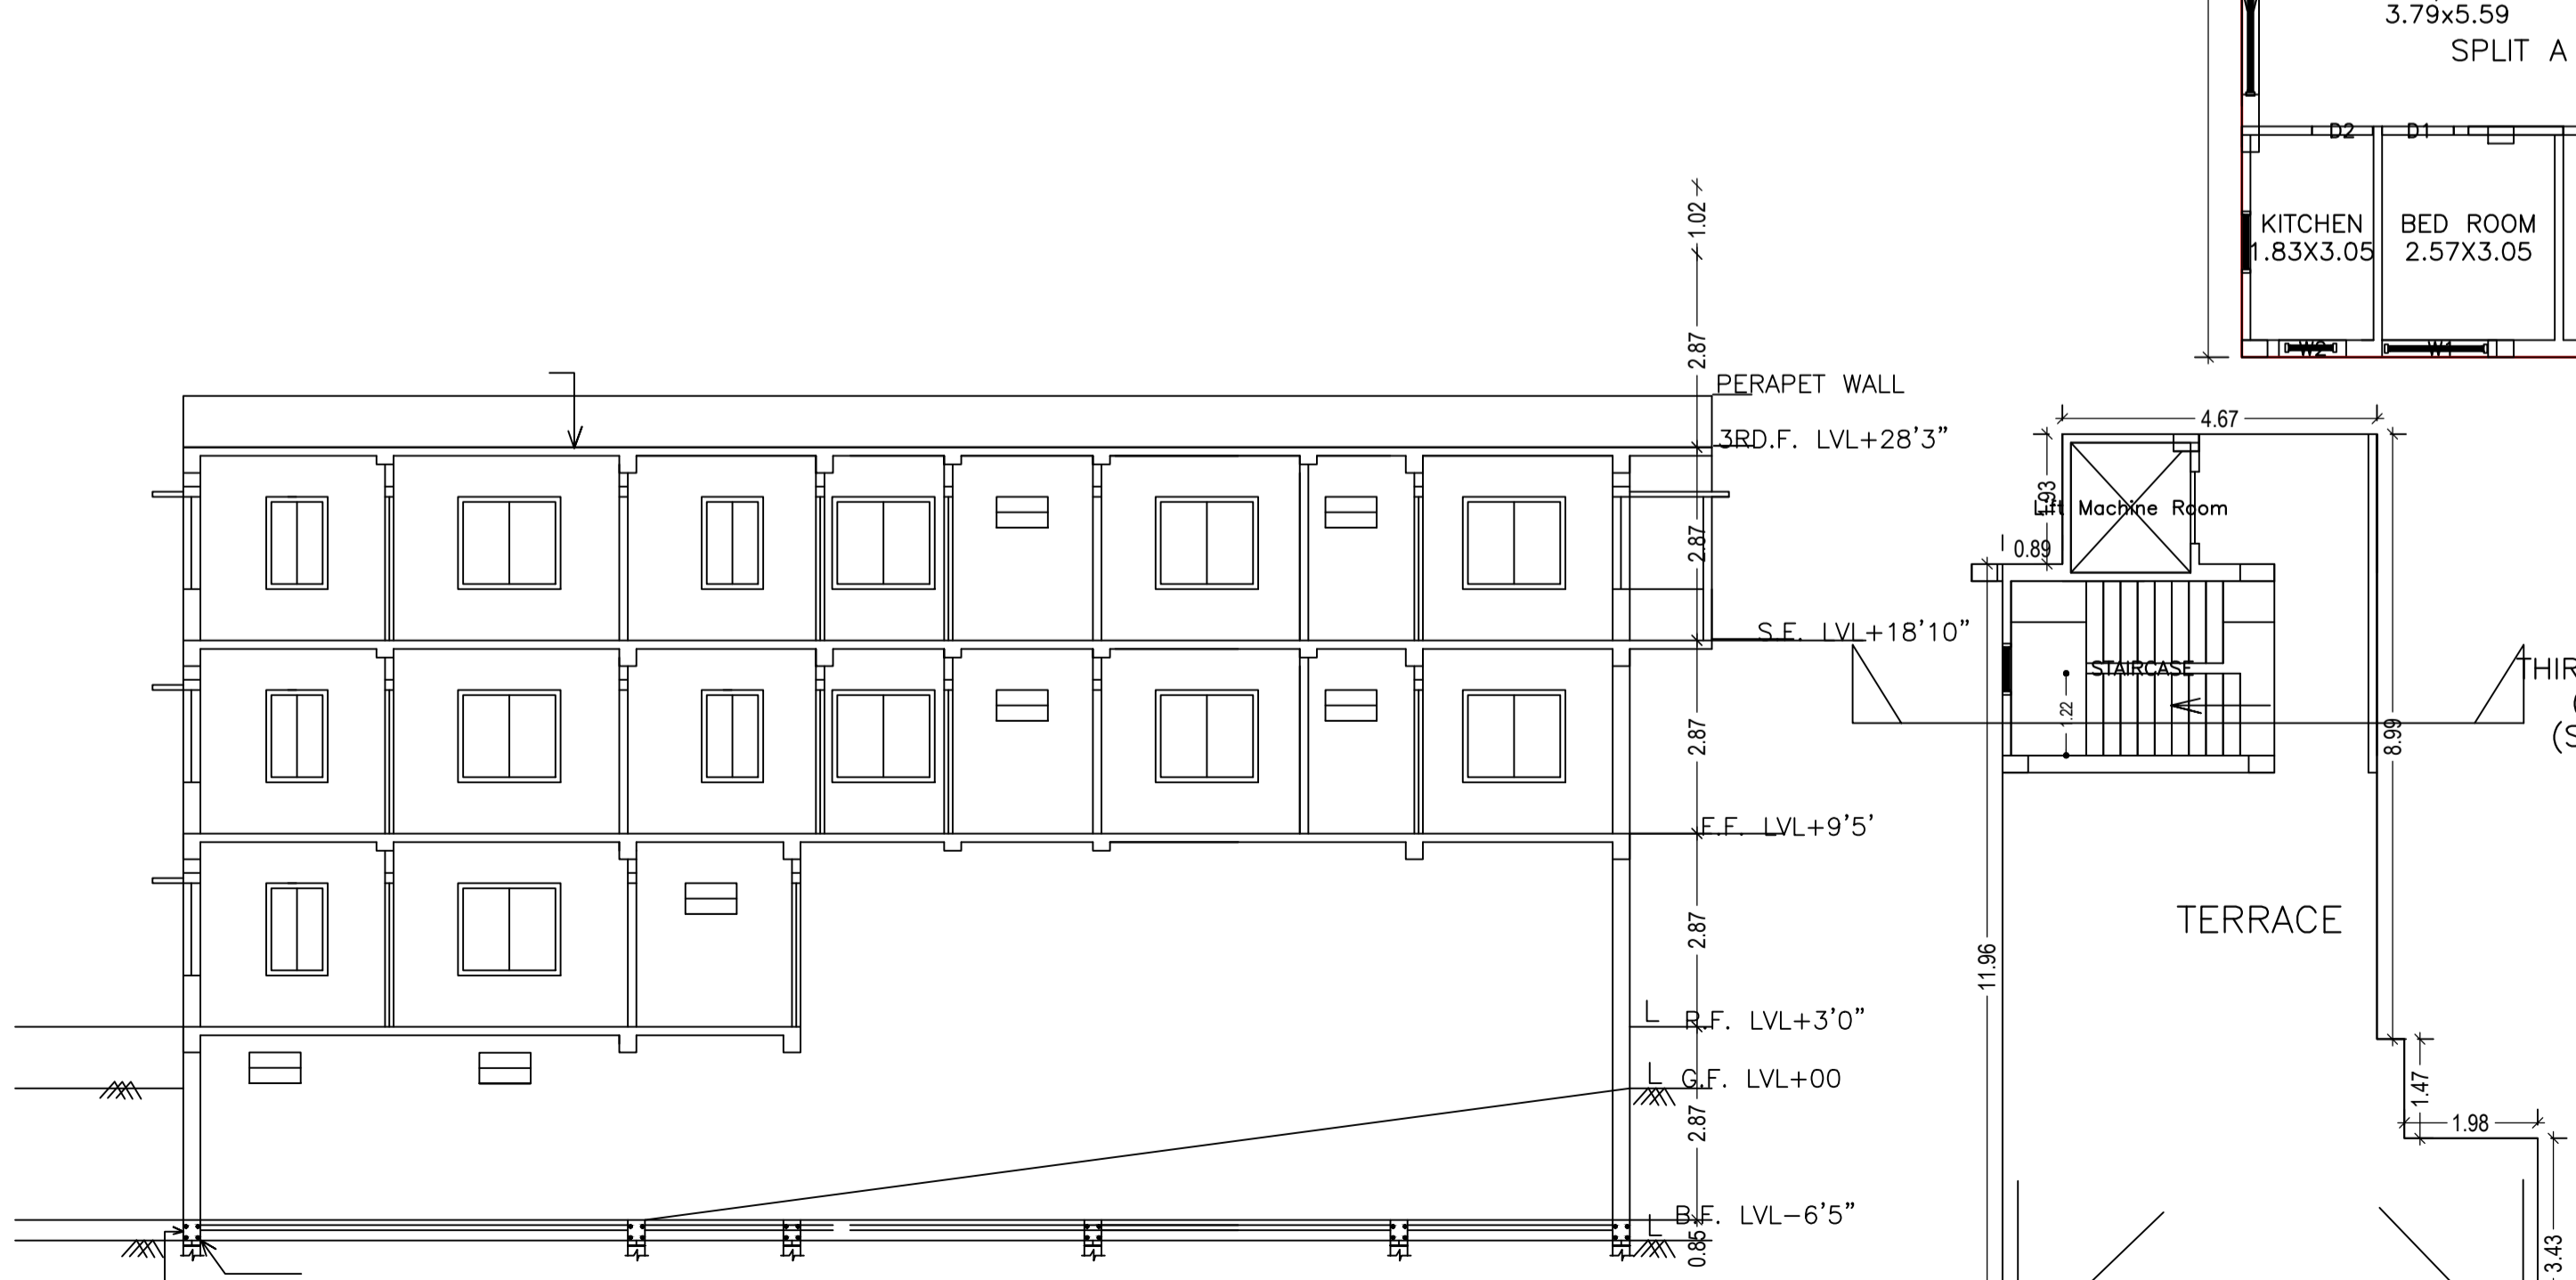 3.79x5.59
SPLIT A
D2
D1
KITCHEN
1.83X3.05
BED ROOM
2.57X3.05
W2
W1
1.02
2.87
PERAPET WALL
3RD.F. LVL+28'3"
2.87
S.F. LVL+18'10"
2.87
F.F. LVL+9'5'
2.87
L
R.F. LVL+3'0"
L
G.F. LVL+00
2.87
L
B.F. LVL-6'5"
0.85
4.67
1.93
Lift Machine Room
0.89
STAIRCASE
1.22
8.99
THIR
(
(S
TERRACE
11.96
1.47
1.98
3.43